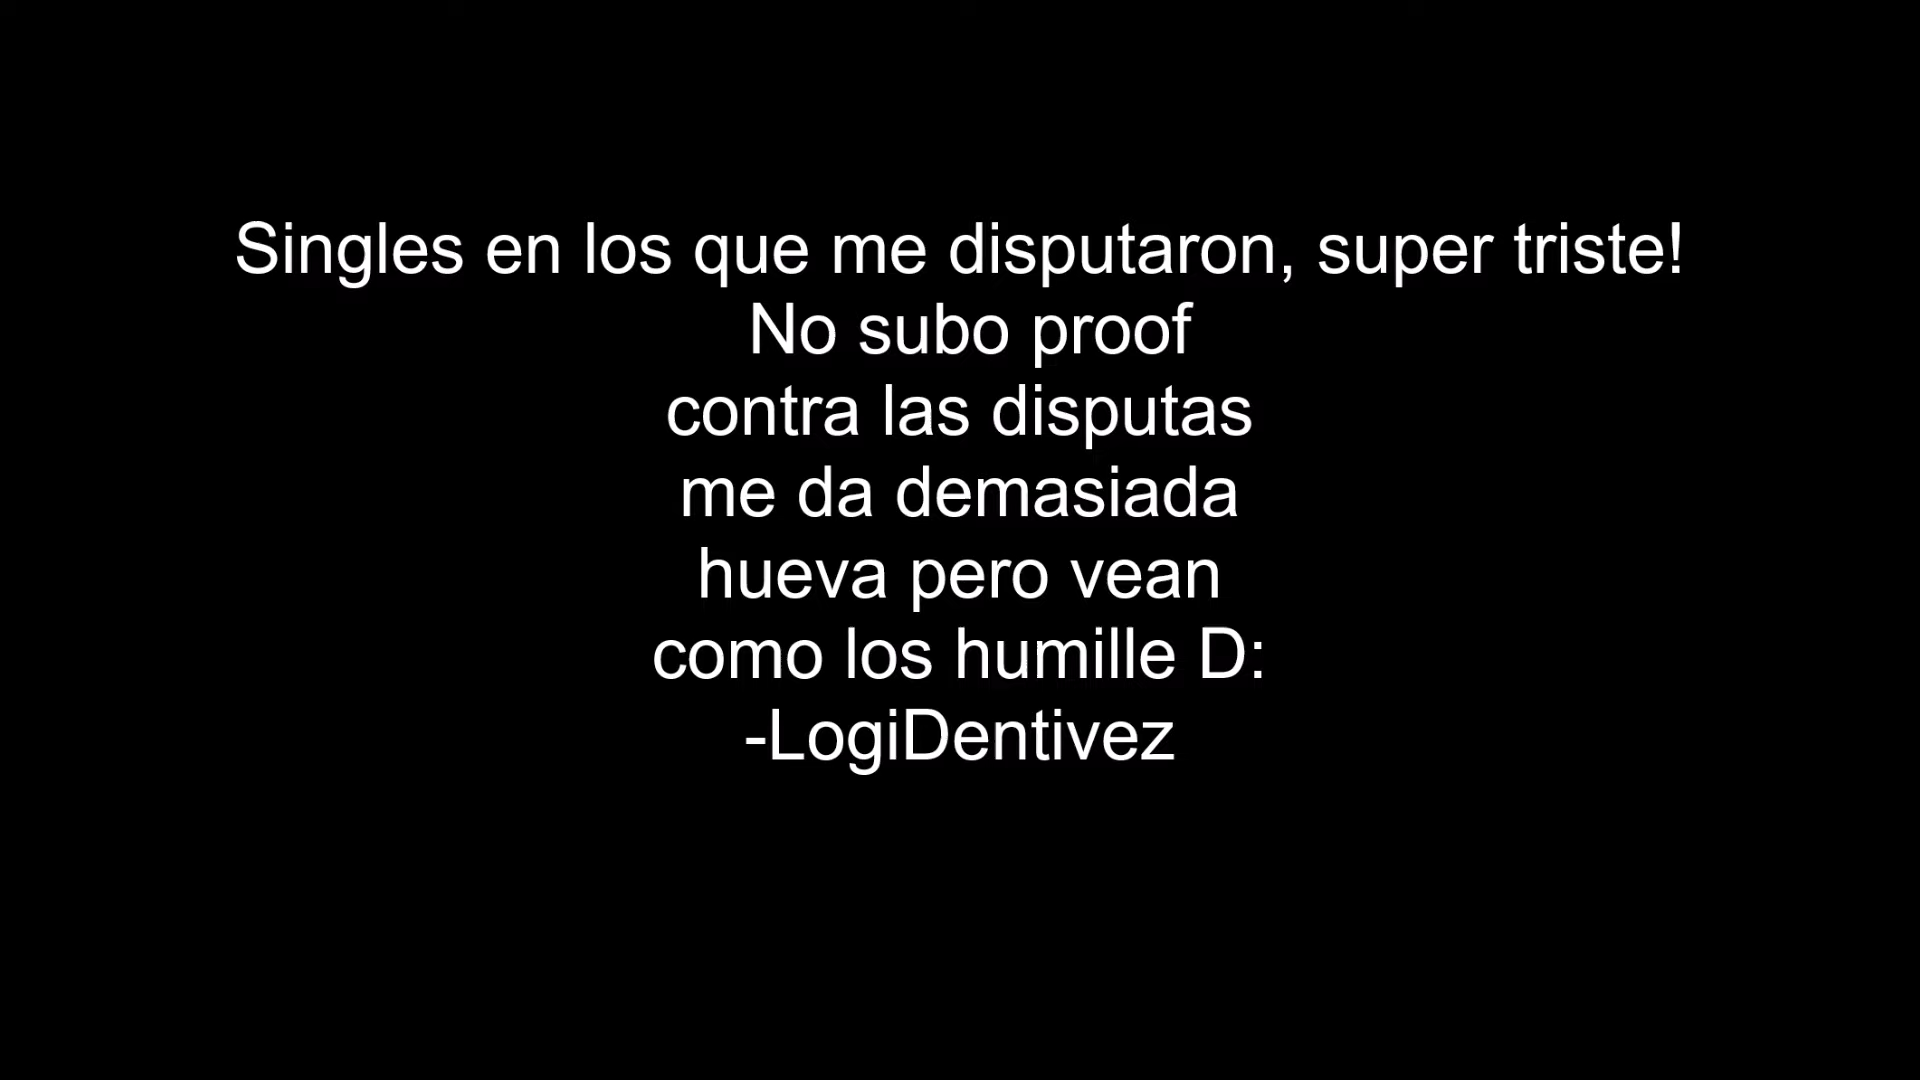 Singles en los que me disputaron, super triste!
No subo proof
contra las disputas
me da demasiada
hueva pero vean
como los humille D:
-LogiDentivez